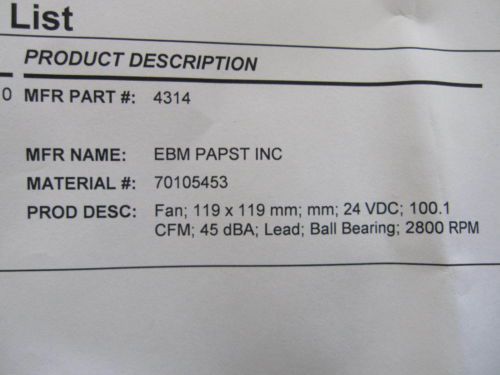 List
PRODUCT DESCRIPTION
0 MFR PART #: 4314
MFR NAME: EBM PAPST INC
MATERIAL #: 70105453
PROD DESC: Fan; 119 x 119 mm; mm; 24 VDC; 100.1
CFM; 45 dBA; Lead; Ball Bearing; 2800 RPM